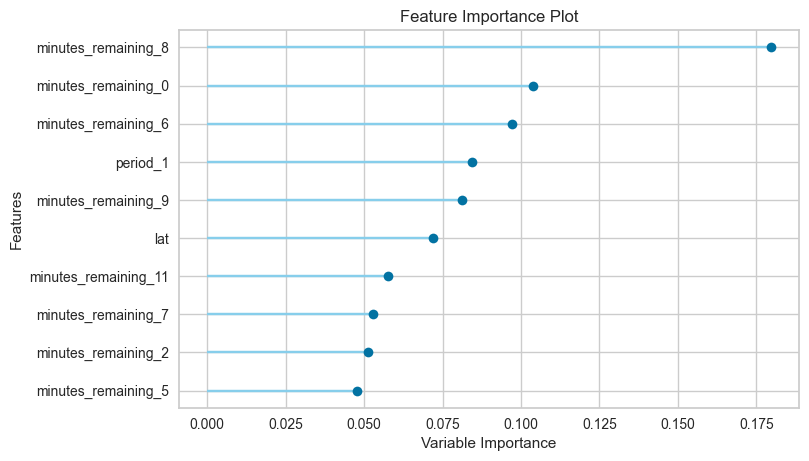 Feature Importance Plot
minutes_remaining_8
minutes_remaining_0
minutes_remaining_6
period_1
minutes_remaining_9
lat
minutes_remaining_11
minutes_remaining_7
minutes_remaining_2
minutes_remaining_5
Features
0.000 0.025 0.050 0.075 0.100 0.125 0.150 0.175
Variable Importance